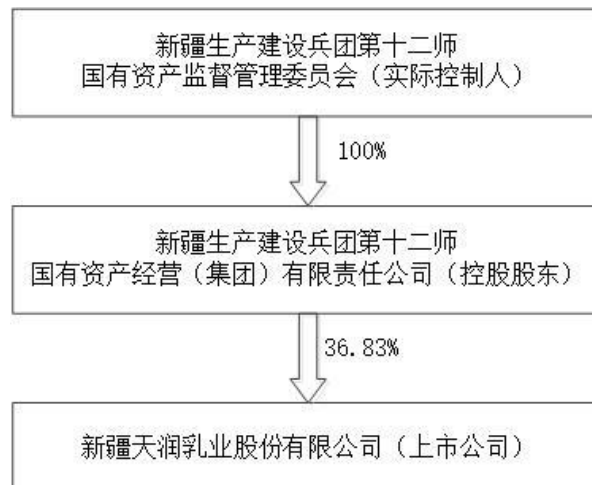 新疆生产建设兵团第十二师
国有资产监督管理委员会（实际控制人）
100%
新疆生产建设兵团第十二师
国有资产经营（集团）有限责任公司（控股股东）
36.83%
新疆天润乳业股份有限公司（上市公司）